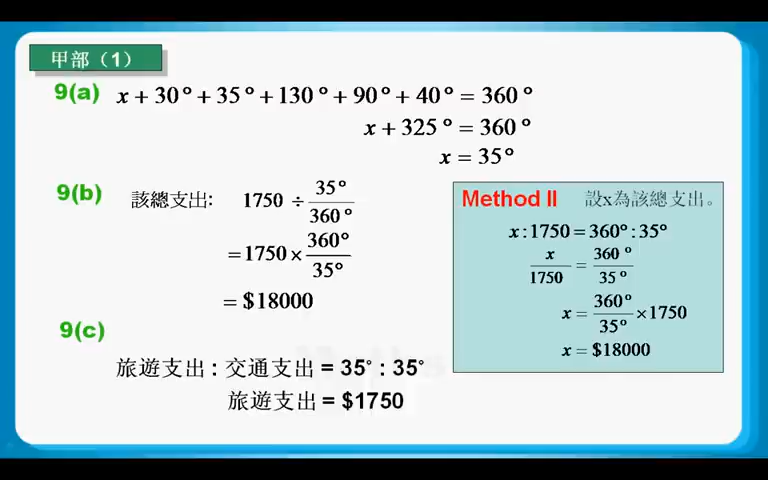 甲部（1）
9(a) x + 30° + 35° + 130° + 90° + 40° = 360°
x + 325° = 360°
x = 35°
9(b) 該總支出: 1750 ÷ 35°/360°
= 1750 × 360°/35°
= $18000
Method II 設x為該總支出。
x : 1750 = 360° : 35°
x/1750 = 360°/35°
x = 360°/35° × 1750
x = $18000
9(c)
旅遊支出 : 交通支出 = 35° : 35°
旅遊支出 = $1750